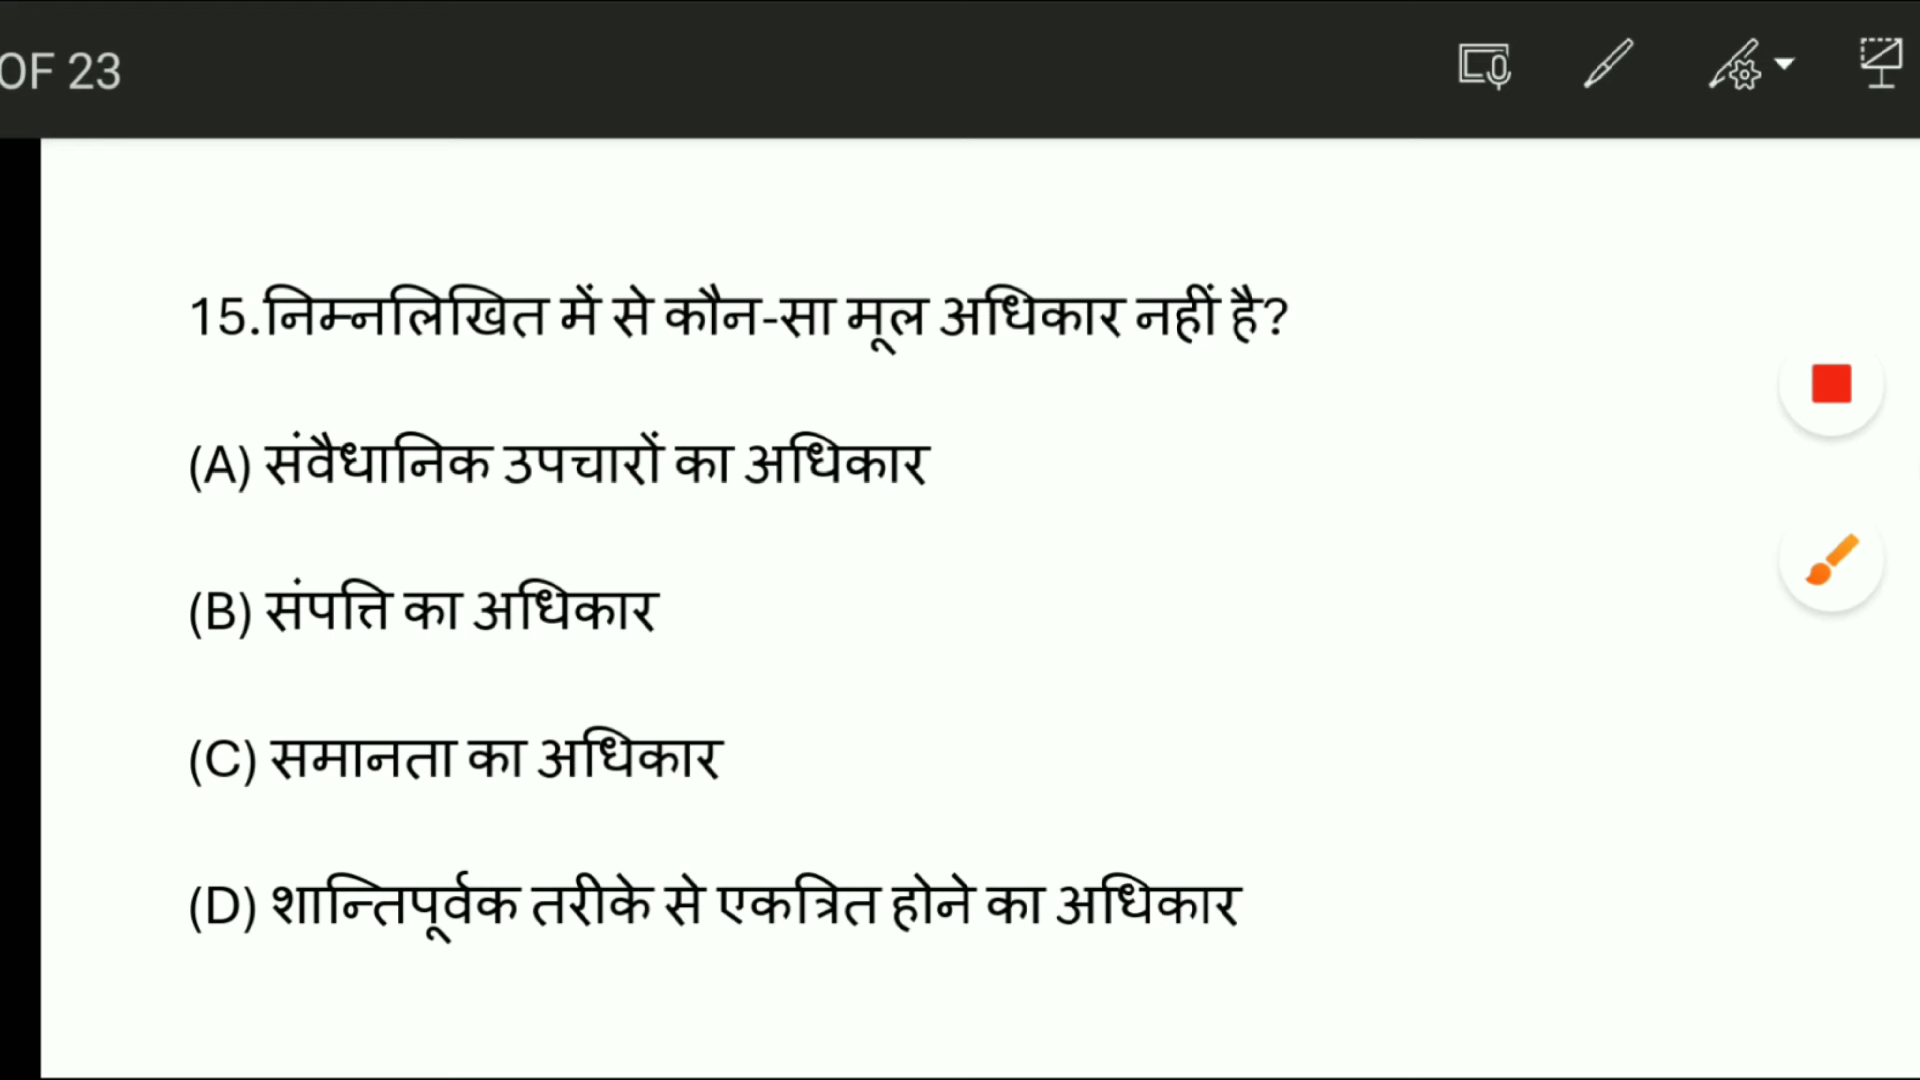 OF 23
15.निम्नलिखित में से कौन-सा मूल अधिकार नहीं है?
(A) संवैधानिक उपचारों का अधिकार
(B) संपत्ति का अधिकार
(C) समानता का अधिकार
(D) शान्तिपूर्वक तरीके से एकत्रित होने का अधिकार